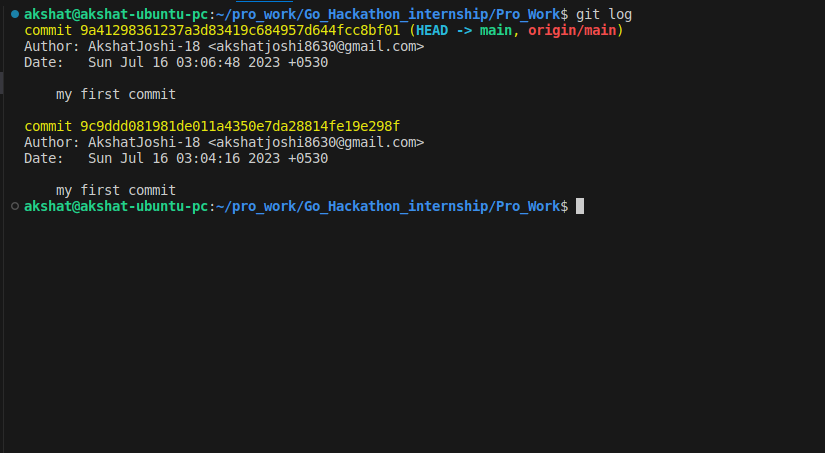 akshat@akshat-ubuntu-pc:~/pro_work/Go_Hackathon_internship/Pro_Work$ git log
commit 9a41298361237a3d83419c684957d644fcc8bf01 (HEAD -> main, origin/main)
Author: AkshatJoshi-18 <akshatjoshi8630@gmail.com>
Date:   Sun Jul 16 03:06:48 2023 +0530

    my first commit

commit 9c9ddd081981de011a4350e7da28814fe19e298f
Author: AkshatJoshi-18 <akshatjoshi8630@gmail.com>
Date:   Sun Jul 16 03:04:16 2023 +0530

    my first commit
akshat@akshat-ubuntu-pc:~/pro_work/Go_Hackathon_internship/Pro_Work$